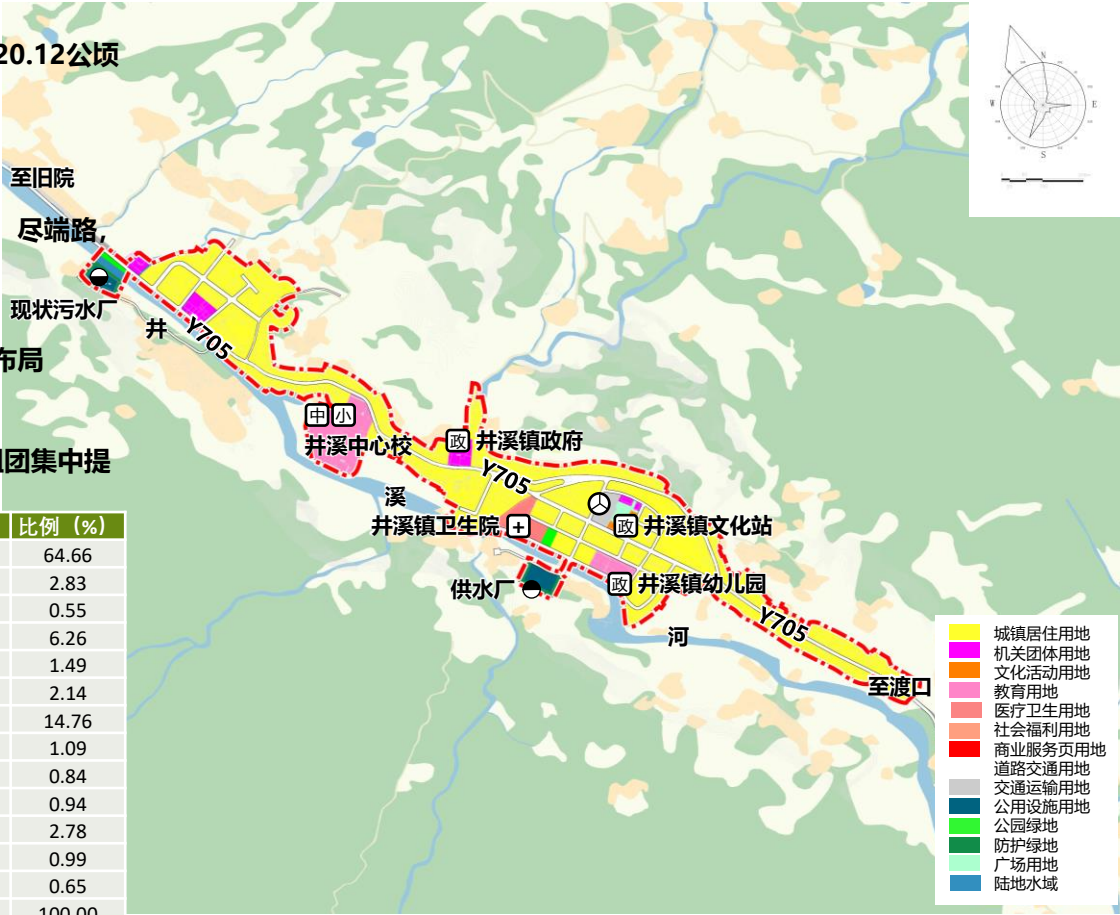 20.12公顷
N
W
E
S
至旧院
尽端路，
现状污水厂
井
Y705
布局
中 小
井溪中心校
政 井溪镇政府
团集中提
Y705
溪
井溪镇卫生院
政 井溪镇文化站
供水厂
政 井溪镇幼儿园
Y705
河
至渡口
比例（%）
64.66
2.83
0.55
6.26
1.49
2.14
14.76
1.09
0.84
0.94
2.78
0.99
0.65
100.00
城镇居住用地
机关团体用地
文化活动用地
教育用地
医疗卫生用地
社会福利用地
商业服务页用地
道路交通用地
交通运输用地
公用设施用地
公园绿地
防护绿地
广场用地
陆地水域